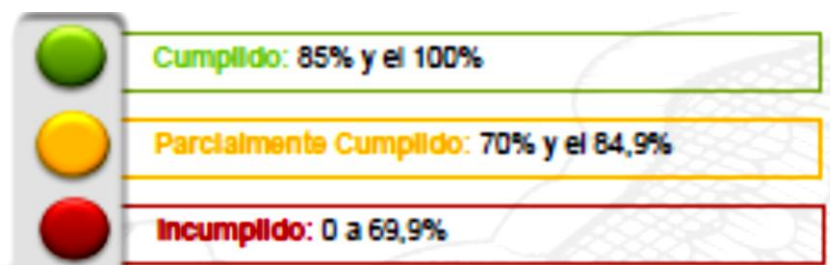 Cumplido: 85% y el 100%
Parcialmente Cumplido: 70% y el 84,9%
Incumplido: 0 a 69,9%